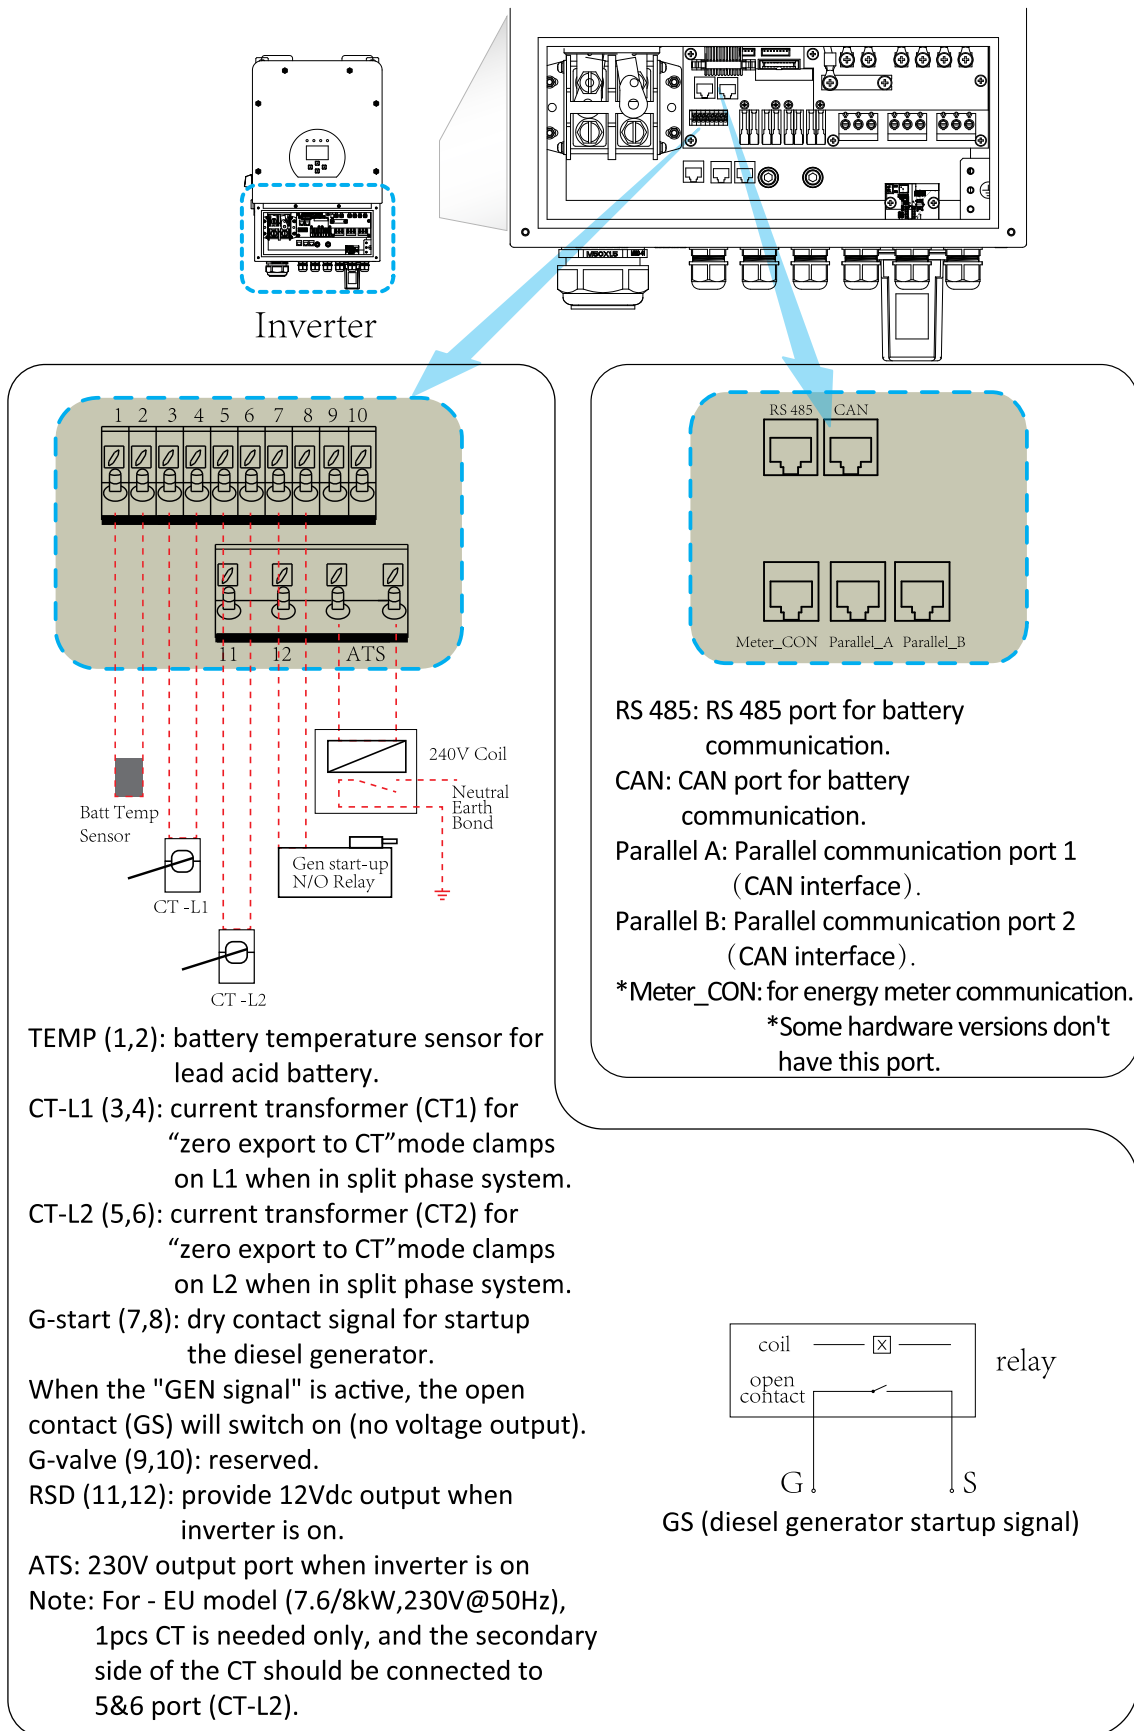 M50X1.5
Inverter
1 2 3 4 5 6 7 8 9 10
11 12 ATS
240V Coil
Neutral
Earth
Bond
Batt Temp
Sensor
Gen start-up
N/O Relay
CT -L1
CT -L2
RS 485 CAN
Meter_CON Parallel_A Parallel_B
RS 485: RS 485 port for battery
communication.
CAN: CAN port for battery
communication.
Parallel A: Parallel communication port 1
（CAN interface）.
Parallel B: Parallel communication port 2
（CAN interface）.
*Meter_CON: for energy meter communication.
*Some hardware versions don't
have this port.
TEMP (1,2): battery temperature sensor for
lead acid battery.
CT-L1 (3,4): current transformer (CT1) for
“zero export to CT”mode clamps
on L1 when in split phase system.
CT-L2 (5,6): current transformer (CT2) for
“zero export to CT”mode clamps
on L2 when in split phase system.
G-start (7,8): dry contact signal for startup
the diesel generator.
When the "GEN signal" is active, the open
contact (GS) will switch on (no voltage output).
G-valve (9,10): reserved.
RSD (11,12): provide 12Vdc output when
inverter is on.
ATS: 230V output port when inverter is on
Note: For - EU model (7.6/8kW,230V@50Hz),
1pcs CT is needed only, and the secondary
side of the CT should be connected to
5&6 port (CT-L2).
coil
open
contact
relay
G S
GS (diesel generator startup signal)